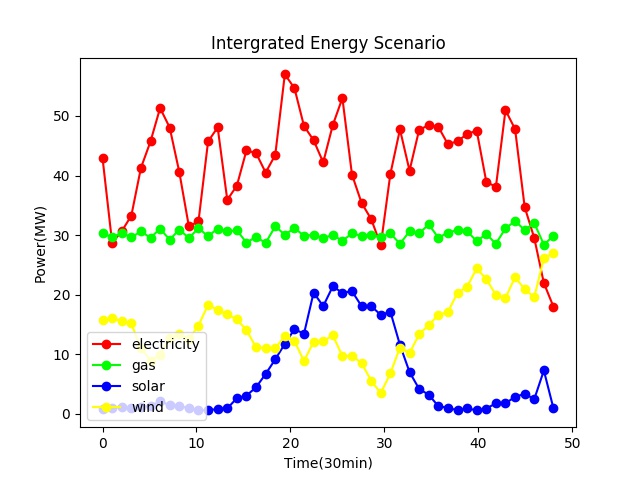 Intergrated Energy Scenario
Power(MW)
50
40
30
20
10
0
electricity
gas
solar
wind
0 10 20 30 40 50
Time(30min)